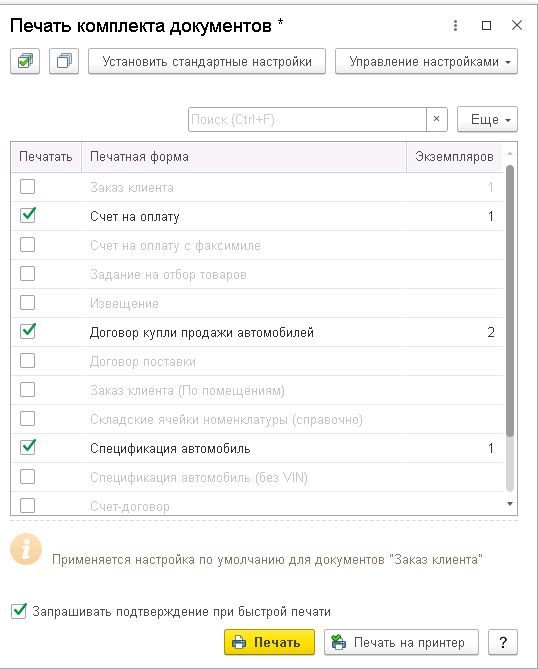 Печать комплекта документов *
Установить стандартные настройки Управление настройками
Поиск (Ctrl+F) × Еще
Печатать Печатная форма Экземпляров
Заказ клиента 1
Счет на оплату 1
Счет на оплату с факсимиле
Задание на отбор товаров
Извещение
Договор купли продажи автомобилей 2
Договор поставки
Заказ клиента (По помещениям)
Складские ячейки номенклатуры (справочно)
Спецификация автомобиль 1
Спецификация автомобиль (без VIN)
Счет-договор
Применяется настройка по умолчанию для документов "Заказ клиента"
Запрашивать подтверждение при быстрой печати
Печать Печать на принтер ?